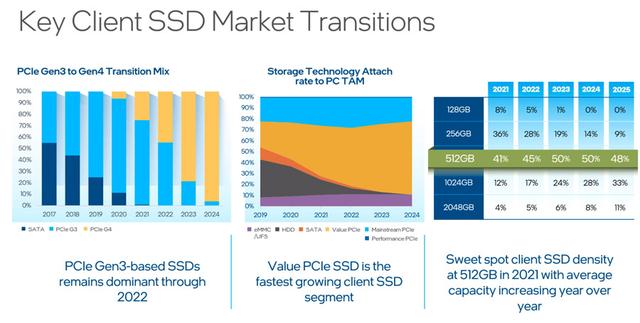 Key Client SSD Market Transitions
PCIe Gen3 to Gen4 Transition Mix
100%
90%
80%
70%
60%
50%
40%
30%
20%
10%
0%
2017 2018 2019 2020 2021 2022 2023 2024
SATA PCIe G3 PCIe G4
PCIe Gen3-based SSDs
remains dominant through
2022
Storage Technology Attach
rate to PC TAM
100%
90%
80%
70%
60%
50%
40%
30%
20%
10%
0%
2019 2020 2021 2022 2023 2024
eMMC HDD SATA Value PCIe Mainstream PCIe
/UFS Performance PCIe
Value PCIe SSD is the
fastest growing client SSD
segment
2021 2022 2023 2024 2025
128GB 8% 5% 1% 0% 0%
256GB 36% 28% 19% 14% 9%
512GB 41% 45% 50% 50% 48%
1024GB 12% 17% 24% 28% 33%
2048GB 4% 5% 6% 8% 11%
Sweet spot client SSD density
at 512GB in 2021 with average
capacity increasing year over
year